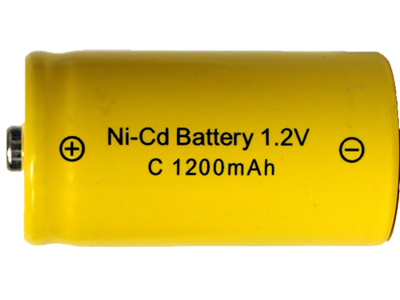 Ni-Cd Battery 1.2V
+ C 1200mAh -